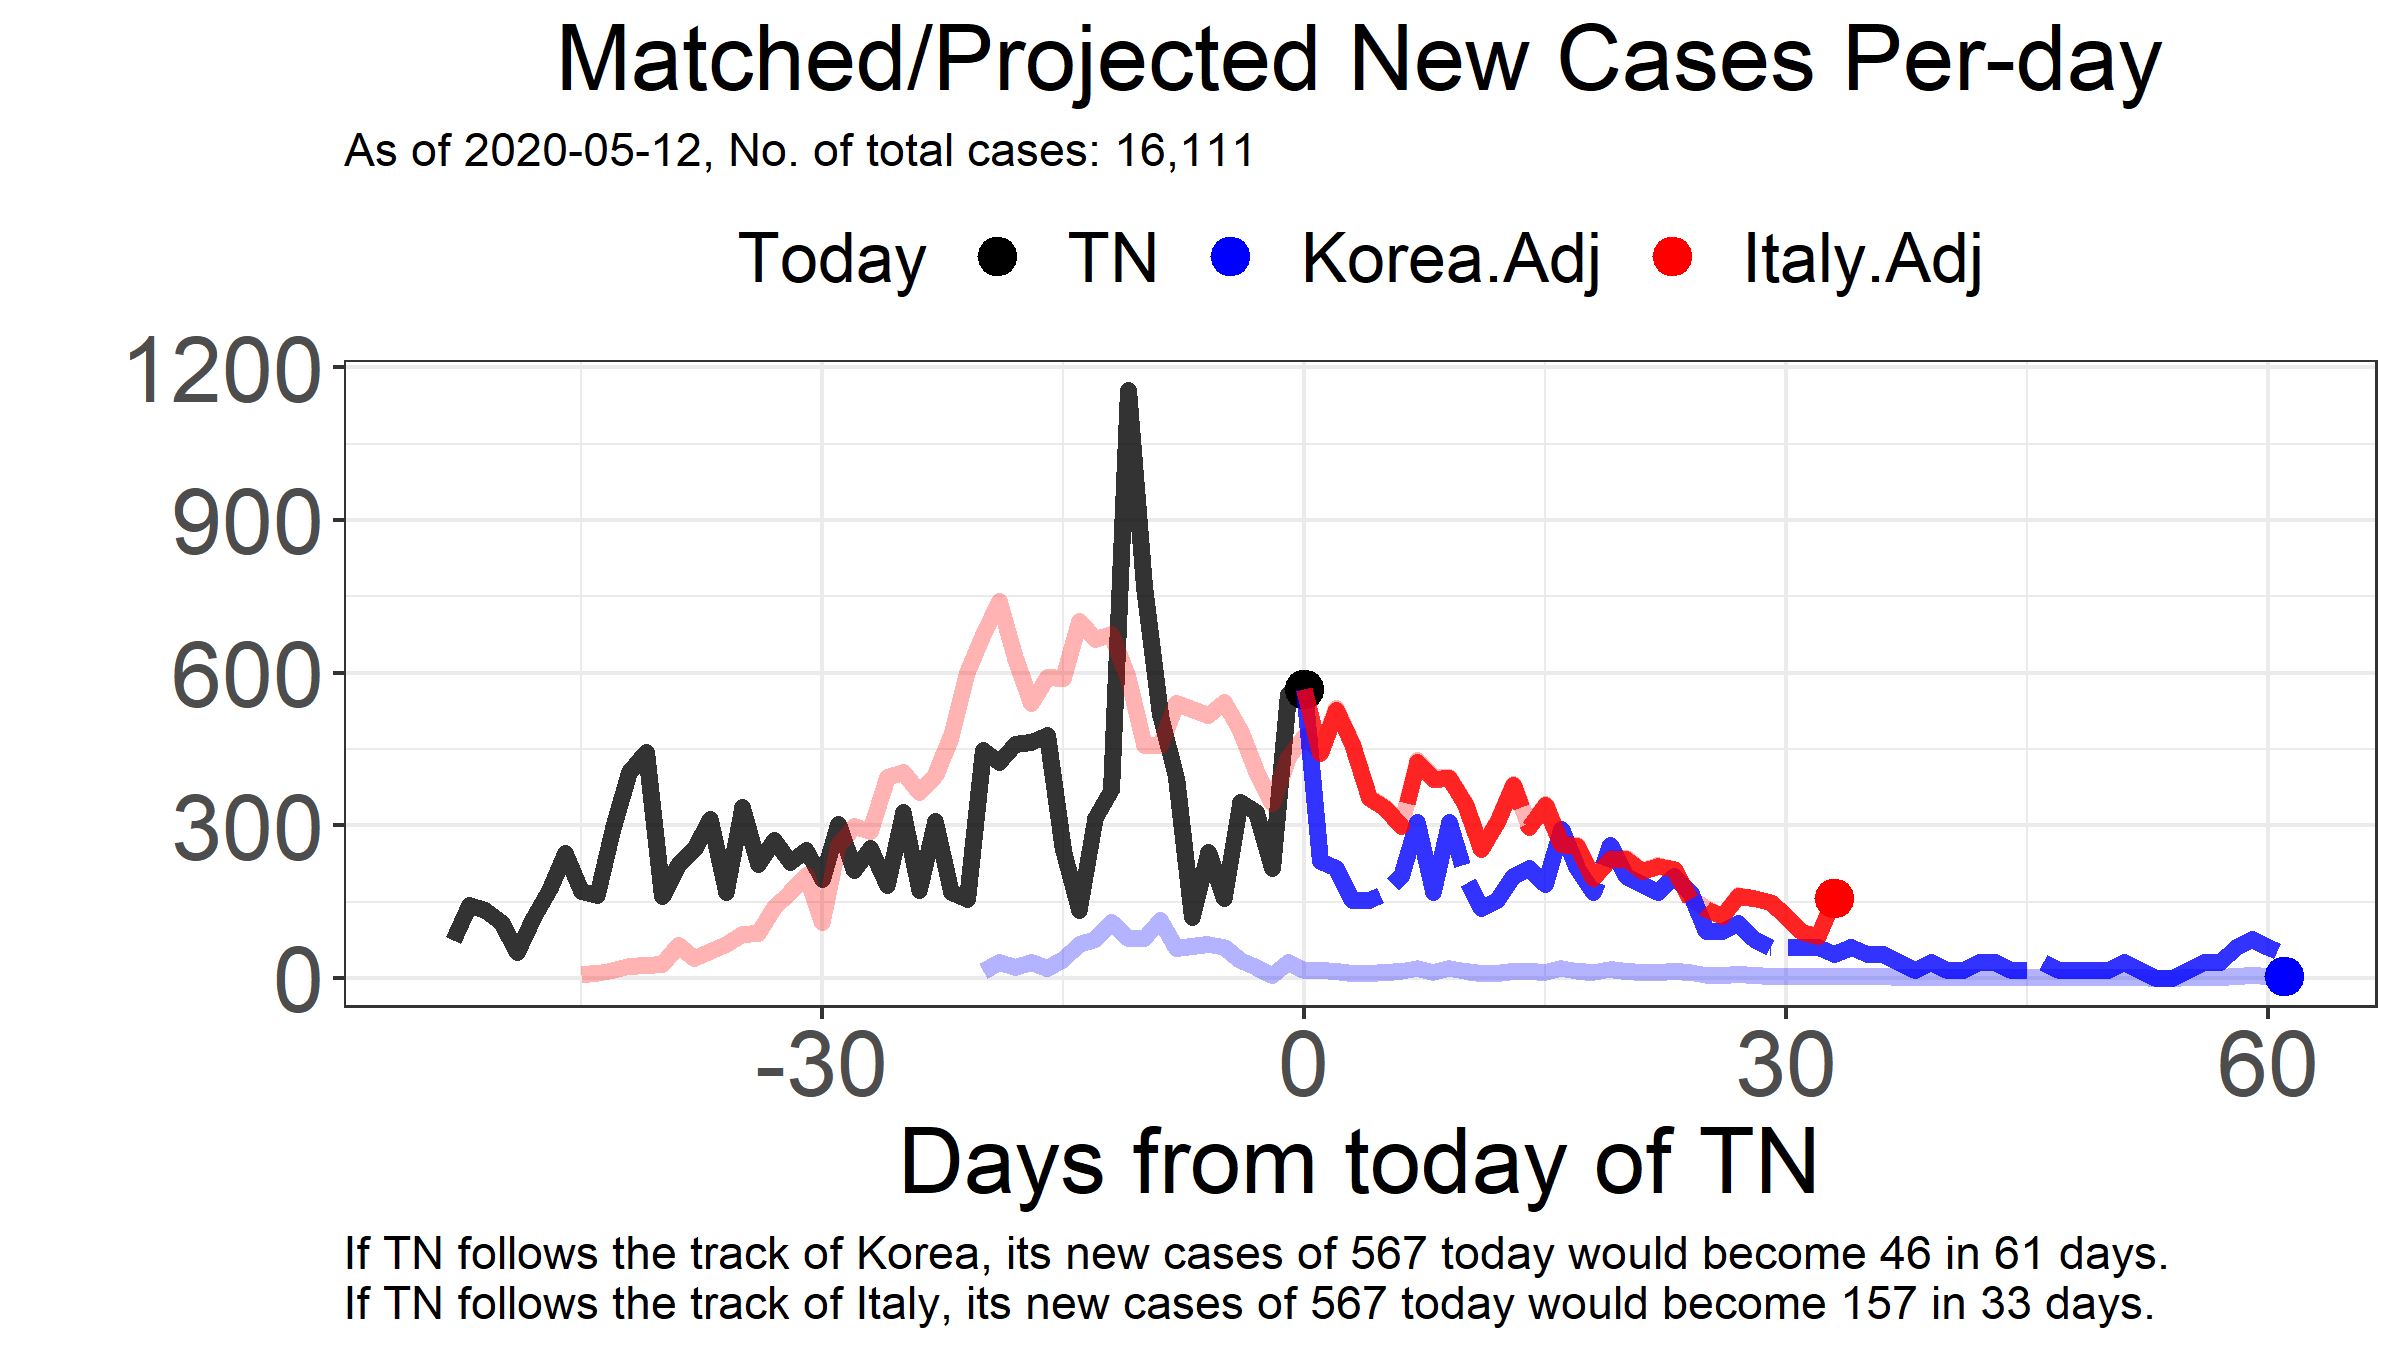 Matched/Projected New Cases Per-day
As of 2020-05-12, No. of total cases: 16,111
Today TN Korea.Adj Italy.Adj
1200
900
600
300
0
-30 0 30 60
Days from today of TN
If TN follows the track of Korea, its new cases of 567 today would become 46 in 61 days.
If TN follows the track of Italy, its new cases of 567 today would become 157 in 33 days.